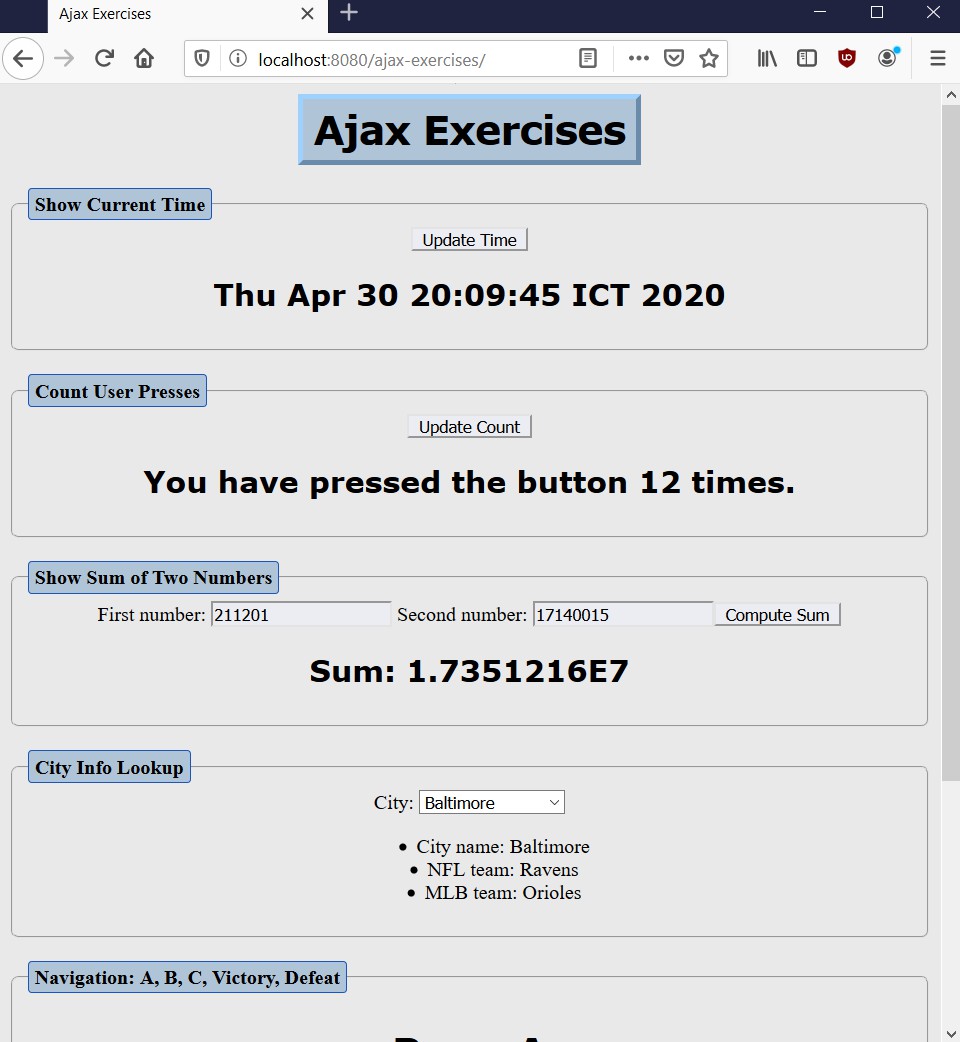 Ajax Exercises
localhost:8080/ajax-exercises/
Ajax Exercises
Show Current Time
Update Time
Thu Apr 30 20:09:45 ICT 2020
Count User Presses
Update Count
You have pressed the button 12 times.
Show Sum of Two Numbers
First number: 211201 Second number: 17140015 Compute Sum
Sum: 1.7351216E7
City Info Lookup
City: Baltimore
• City name: Baltimore
• NFL team: Ravens
• MLB team: Orioles
Navigation: A, B, C, Victory, Defeat